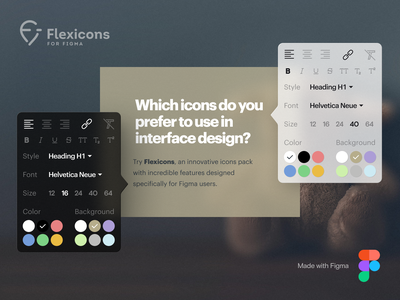 Flexicons
FOR FIGMA
Which icons do you
prefer to use in
interface design?
Try Flexicons, an innovative icons pack
with incredible features designed
specifically for Figma users.
B I U S TT T T
Style Heading H1
Font Helvetica Neue
Size 12 16 24 40 64
Color Background
B I U S TT T T
Style Heading H1
Font Helvetica Neue
Size 12 16 24 40 64
Color Background
Made with Figma